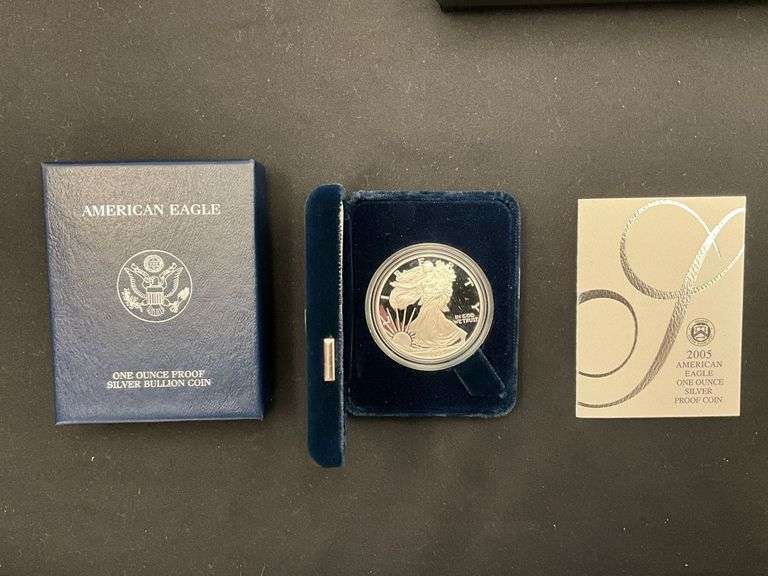 AMERICAN EAGLE
ONE OUNCE PROOF
SILVER BULLION COIN
LIBERTY
IN GOD
WE TRUST
2005
AMERICAN
EAGLE
ONE OUNCE
SILVER
PROOF COIN